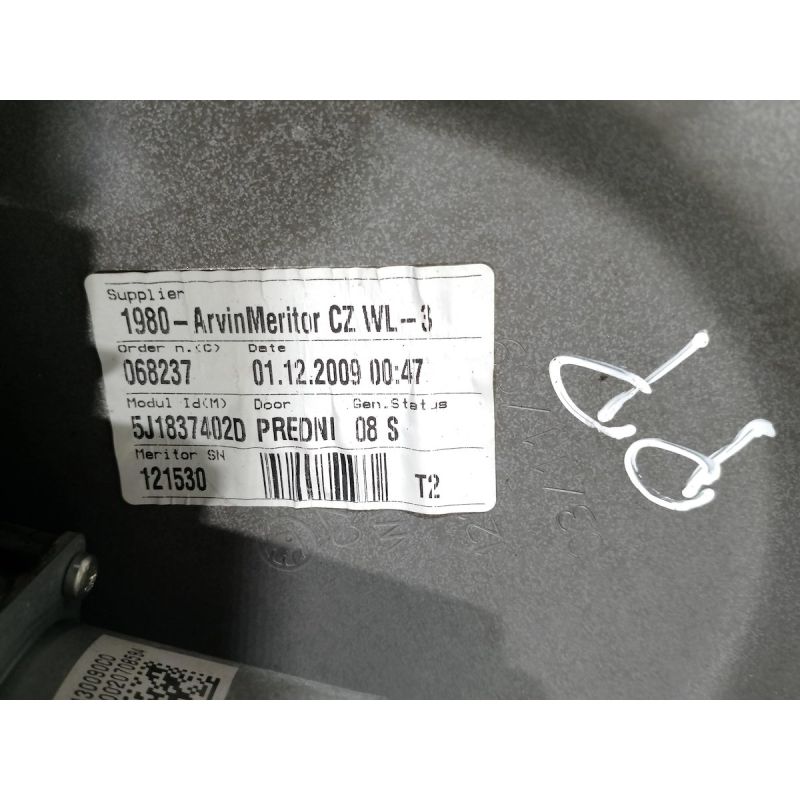 Supplier
1980-ArvinMeritor CZ WL--3
Order n.(C) Date
068237 01.12.2009 00:47
Modul Id(M) Door Gen.Status
5J1837402D PREDNI 08 S
Meritor SN
121530 T2